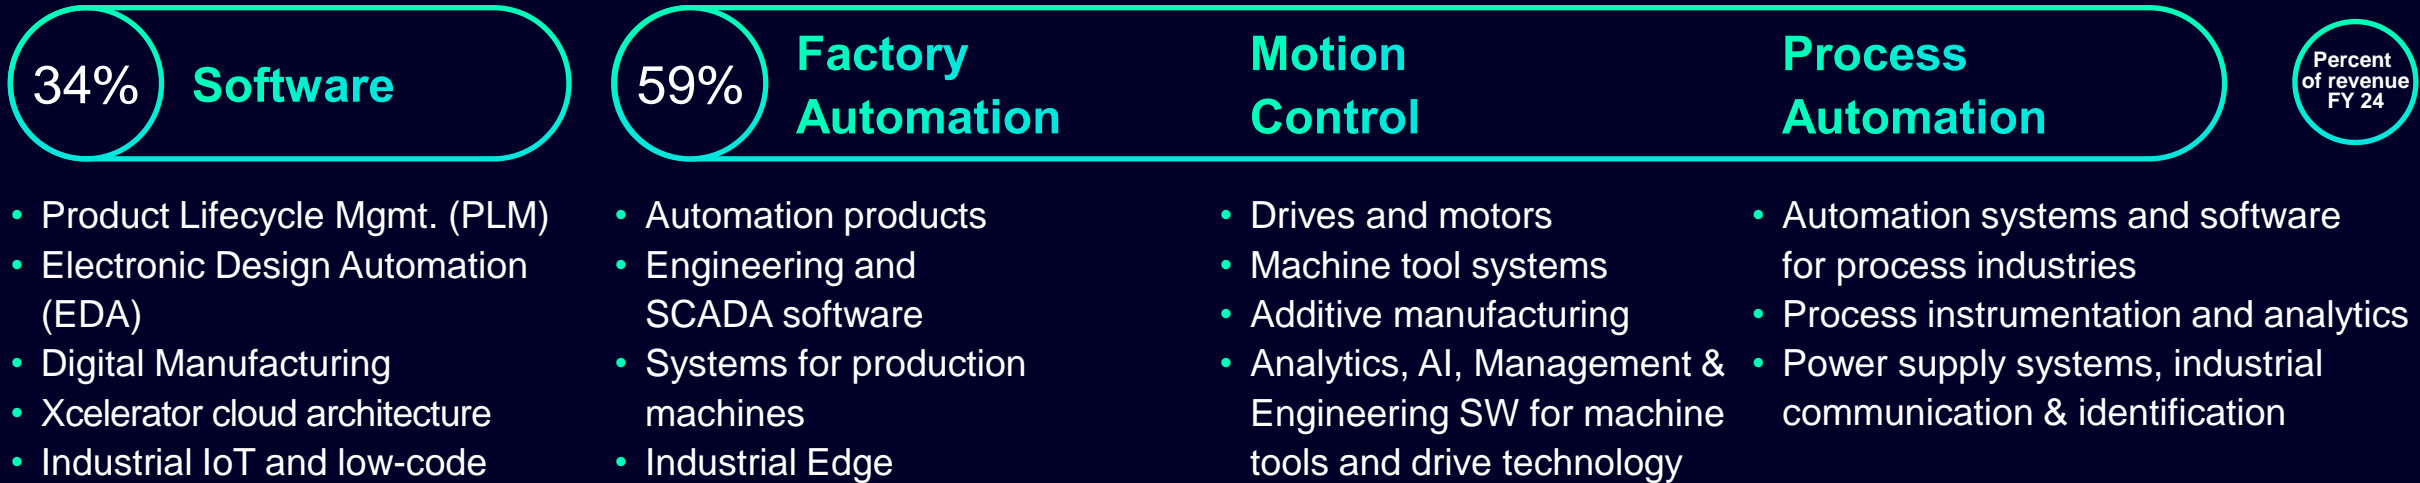 34%
Software
59%
Factory
Automation
Motion
Control
Process
Automation
Percent
of revenue
FY 24
• Product Lifecycle Mgmt. (PLM)
• Electronic Design Automation
(EDA)
• Digital Manufacturing
• Xcelerator cloud architecture
• Industrial IoT and low-code
• Automation products
• Engineering and
SCADA software
• Systems for production
machines
• Industrial Edge
• Drives and motors
• Machine tool systems
• Additive manufacturing
• Analytics, AI, Management &
Engineering SW for machine
tools and drive technology
• Automation systems and software
for process industries
• Process instrumentation and analytics
• Power supply systems, industrial
communication & identification